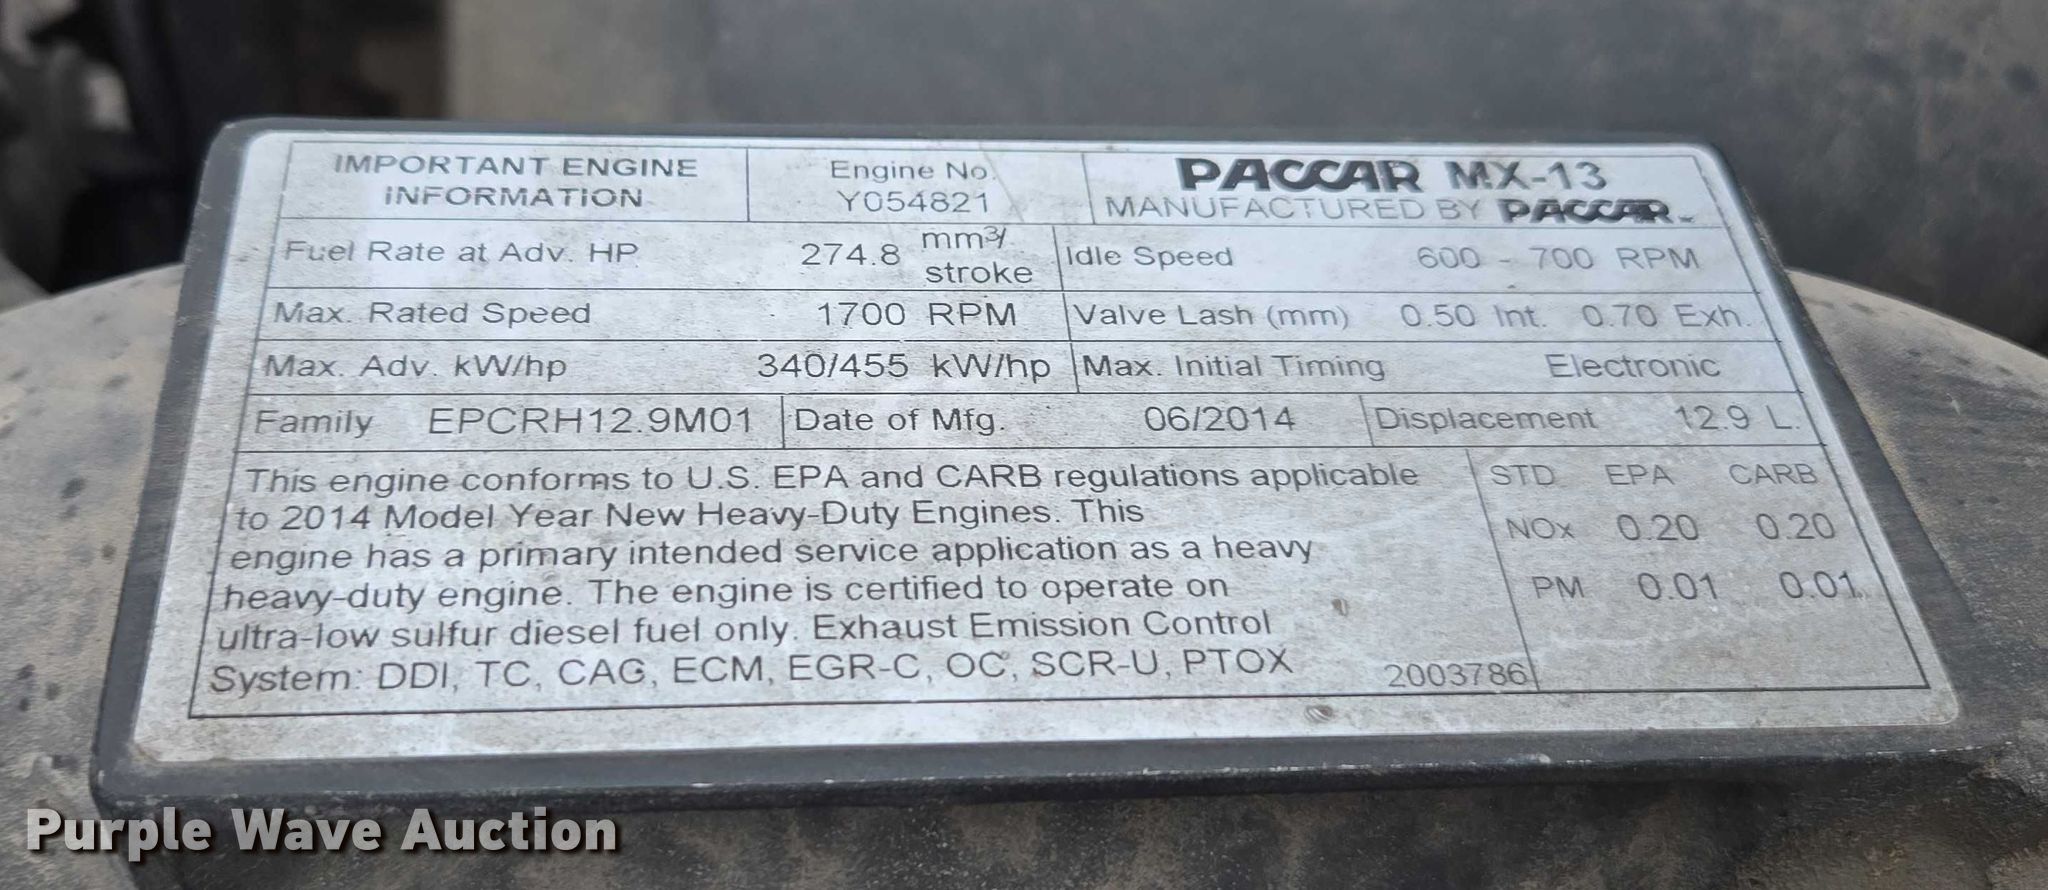 IMPORTANT ENGINE
INFORMATION
Engine No.
Y054821
PACCAR MX-13
MANUFACTURED BY PACCAR
Fuel Rate at Adv. HP 274.8 mm³/ stroke
Idle Speed 600 - 700 RPM
Max. Rated Speed 1700 RPM
Valve Lash (mm) 0.50 Int. 0.70 Exh.
Max. Adv. kW/hp 340/455 kW/hp
Max. Initial Timing Electronic
Family EPCRH12.9M01
Date of Mfg. 06/2014
Displacement 12.9 L.
This engine conforms to U.S. EPA and CARB regulations applicable
to 2014 Model Year New Heavy-Duty Engines. This
engine has a primary intended service application as a heavy
heavy-duty engine. The engine is certified to operate on
ultra-low sulfur diesel fuel only. Exhaust Emission Control
System: DDI, TC, CAC, ECM, EGR-C, OC, SCR-U, PTOX
2003786
STD EPA CARB
NOx 0.20 0.20
PM 0.01 0.01
Purple Wave Auction